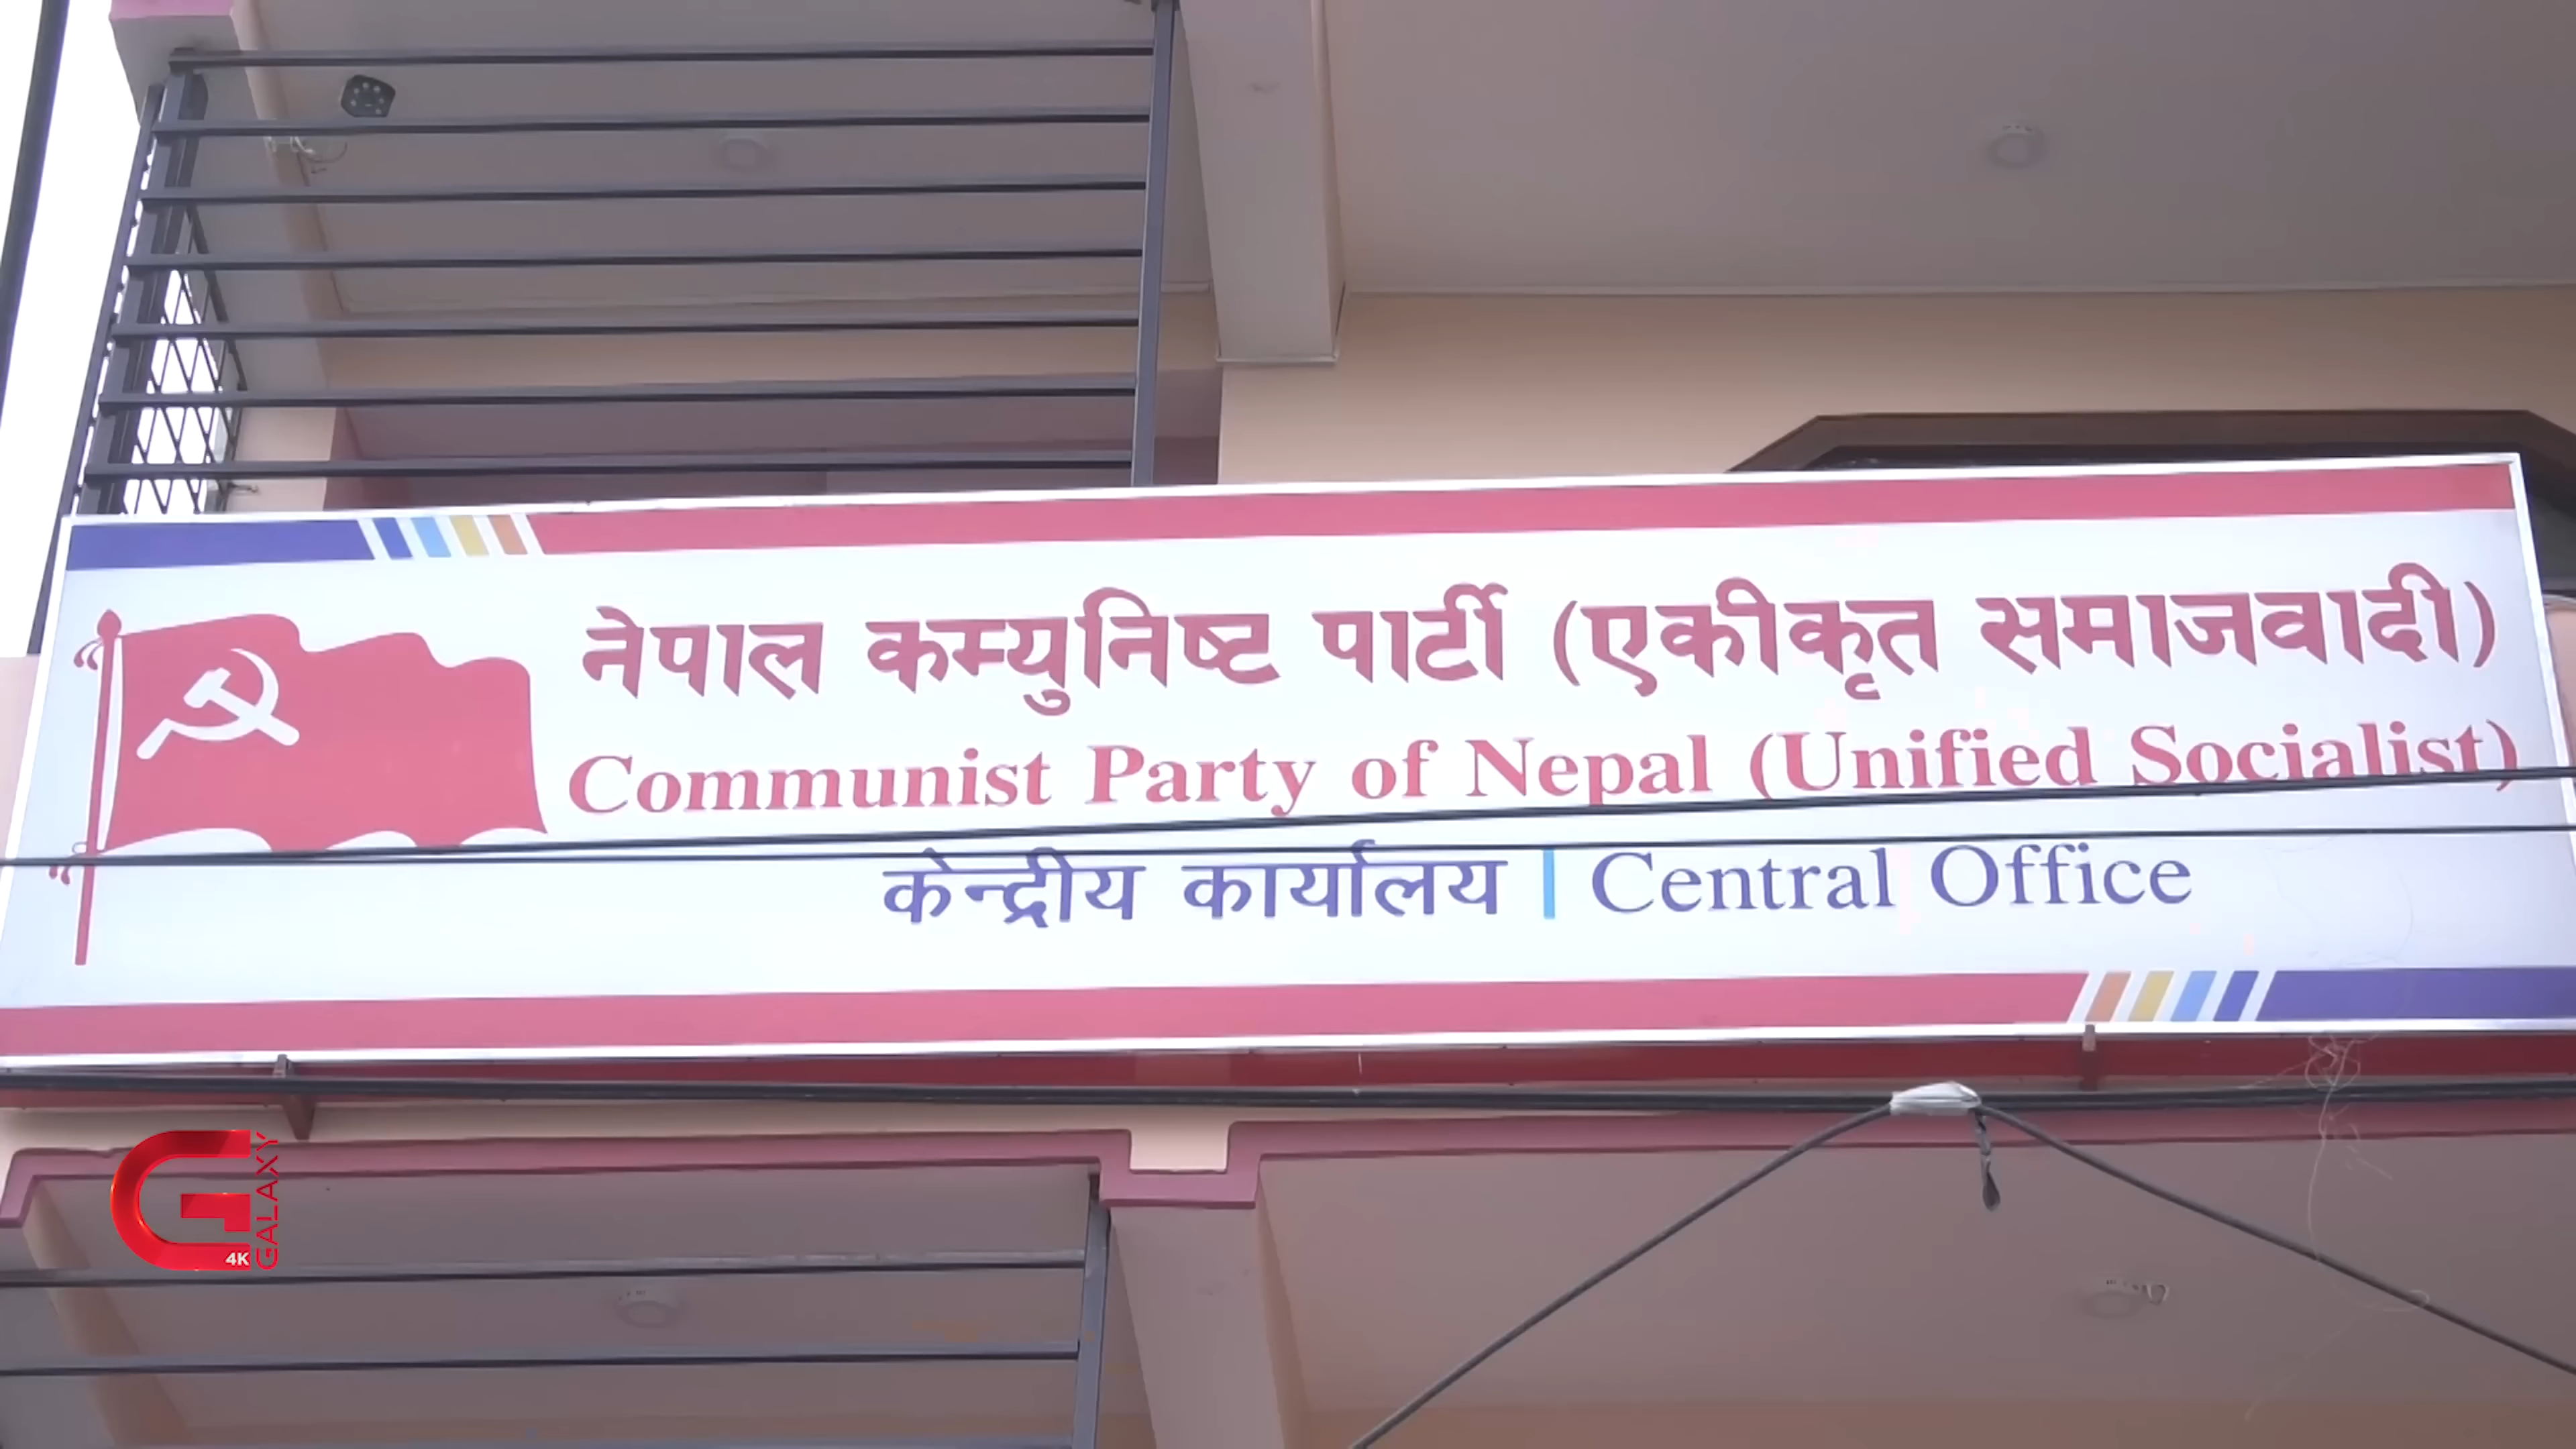 नेपाल कम्युनिष्ट पार्टी (एकीकृत समाजवादी)
Communist Party of Nepal (Unified Socialist)
केन्द्रीय कार्यालय | Central Office
GALAXY
4K